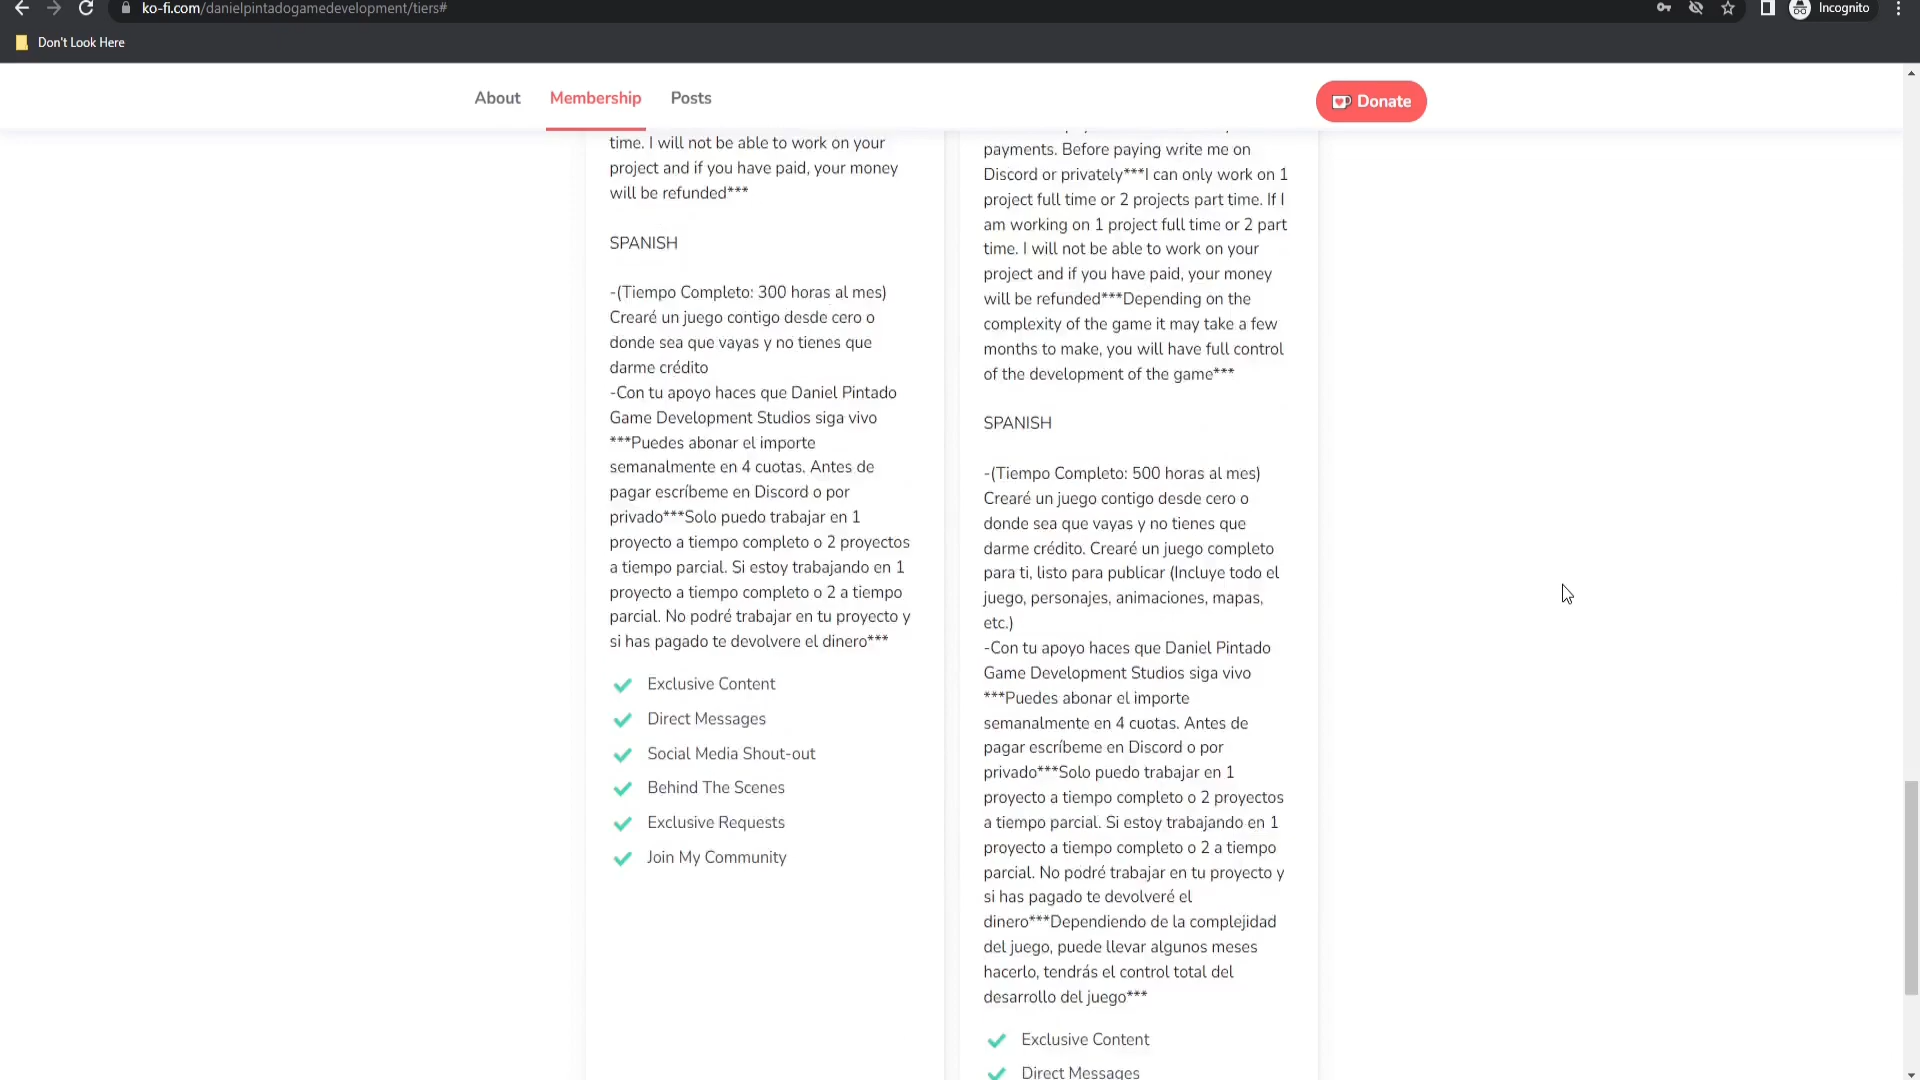 ko-fi.com/danielpintadogamedevelopment/tiers#
Incognito
Don't Look Here
About
Membership
Posts
Donate
time. I will not be able to work on your
project and if you have paid, your money
will be refunded***
SPANISH
-(Tiempo Completo: 300 horas al mes)
Crearé un juego contigo desde cero o
donde sea que vayas y no tienes que
darme crédito
-Con tu apoyo haces que Daniel Pintado
Game Development Studios siga vivo
***Puedes abonar el importe
semanalmente en 4 cuotas. Antes de
pagar escríbeme en Discord o por
privado***Solo puedo trabajar en 1
proyecto a tiempo completo o 2 proyectos
a tiempo parcial. Si estoy trabajando en 1
proyecto a tiempo completo o 2 a tiempo
parcial. No podré trabajar en tu proyecto y
si has pagado te devolvere el dinero***
Exclusive Content
Direct Messages
Social Media Shout-out
Behind The Scenes
Exclusive Requests
Join My Community
payments. Before paying write me on
Discord or privately***I can only work on 1
project full time or 2 projects part time. If I
am working on 1 project full time or 2 part
time. I will not be able to work on your
project and if you have paid, your money
will be refunded***Depending on the
complexity of the game it may take a few
months to make, you will have full control
of the development of the game***
SPANISH
-(Tiempo Completo: 500 horas al mes)
Crearé un juego contigo desde cero o
donde sea que vayas y no tienes que
darme crédito. Crearé un juego completo
para ti, listo para publicar (Incluye todo el
juego, personajes, animaciones, mapas,
etc.)
-Con tu apoyo haces que Daniel Pintado
Game Development Studios siga vivo
***Puedes abonar el importe
semanalmente en 4 cuotas. Antes de
pagar escríbeme en Discord o por
privado***Solo puedo trabajar en 1
proyecto a tiempo completo o 2 proyectos
a tiempo parcial. Si estoy trabajando en 1
proyecto a tiempo completo o 2 a tiempo
parcial. No podré trabajar en tu proyecto y
si has pagado te devolveré el
dinero***Dependiendo de la complejidad
del juego, puede llevar algunos meses
hacerlo, tendrás el control total del
desarrollo del juego***
Exclusive Content
Direct Messages